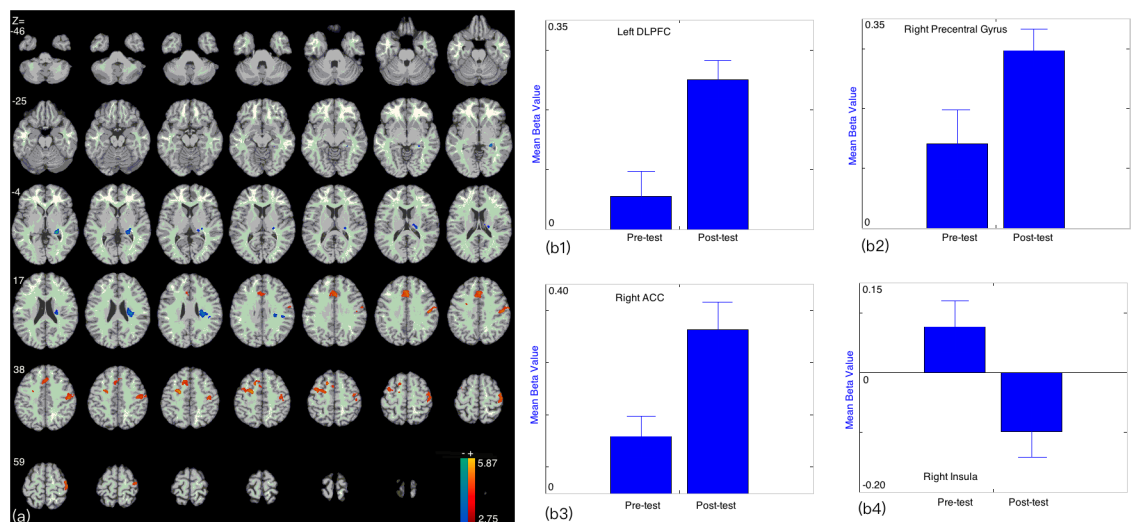 Z=
-46
-25
-4
17
38
59
- +
5.87
2.75
(a)
0.35
Left DLPFC
Mean Beta Value
0
Pre-test
Post-test
(b1)
0.35
Right Precentral Gyrus
Mean Beta Value
0
Pre-test
Post-test
(b2)
0.40
Right ACC
Mean Beta Value
0
Pre-test
Post-test
(b3)
0.15
Mean Beta Value
0
-0.20
Right Insula
Pre-test
Post-test
(b4)